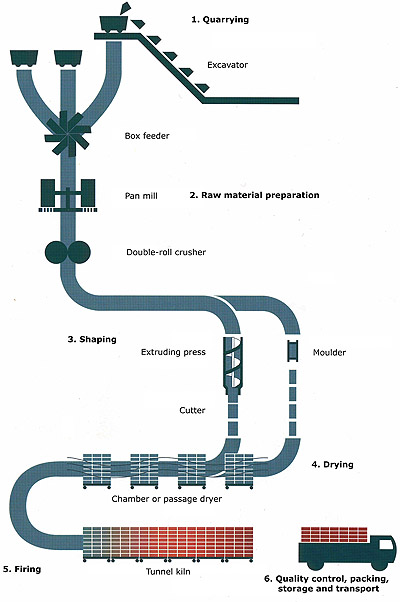 1. Quarrying
Excavator
Box feeder
Pan mill
2. Raw material preparation
Double-roll crusher
3. Shaping
Extruding press
Moulder
Cutter
4. Drying
Chamber or passage dryer
Tunnel kiln
5. Firing
6. Quality control, packing,
storage and transport